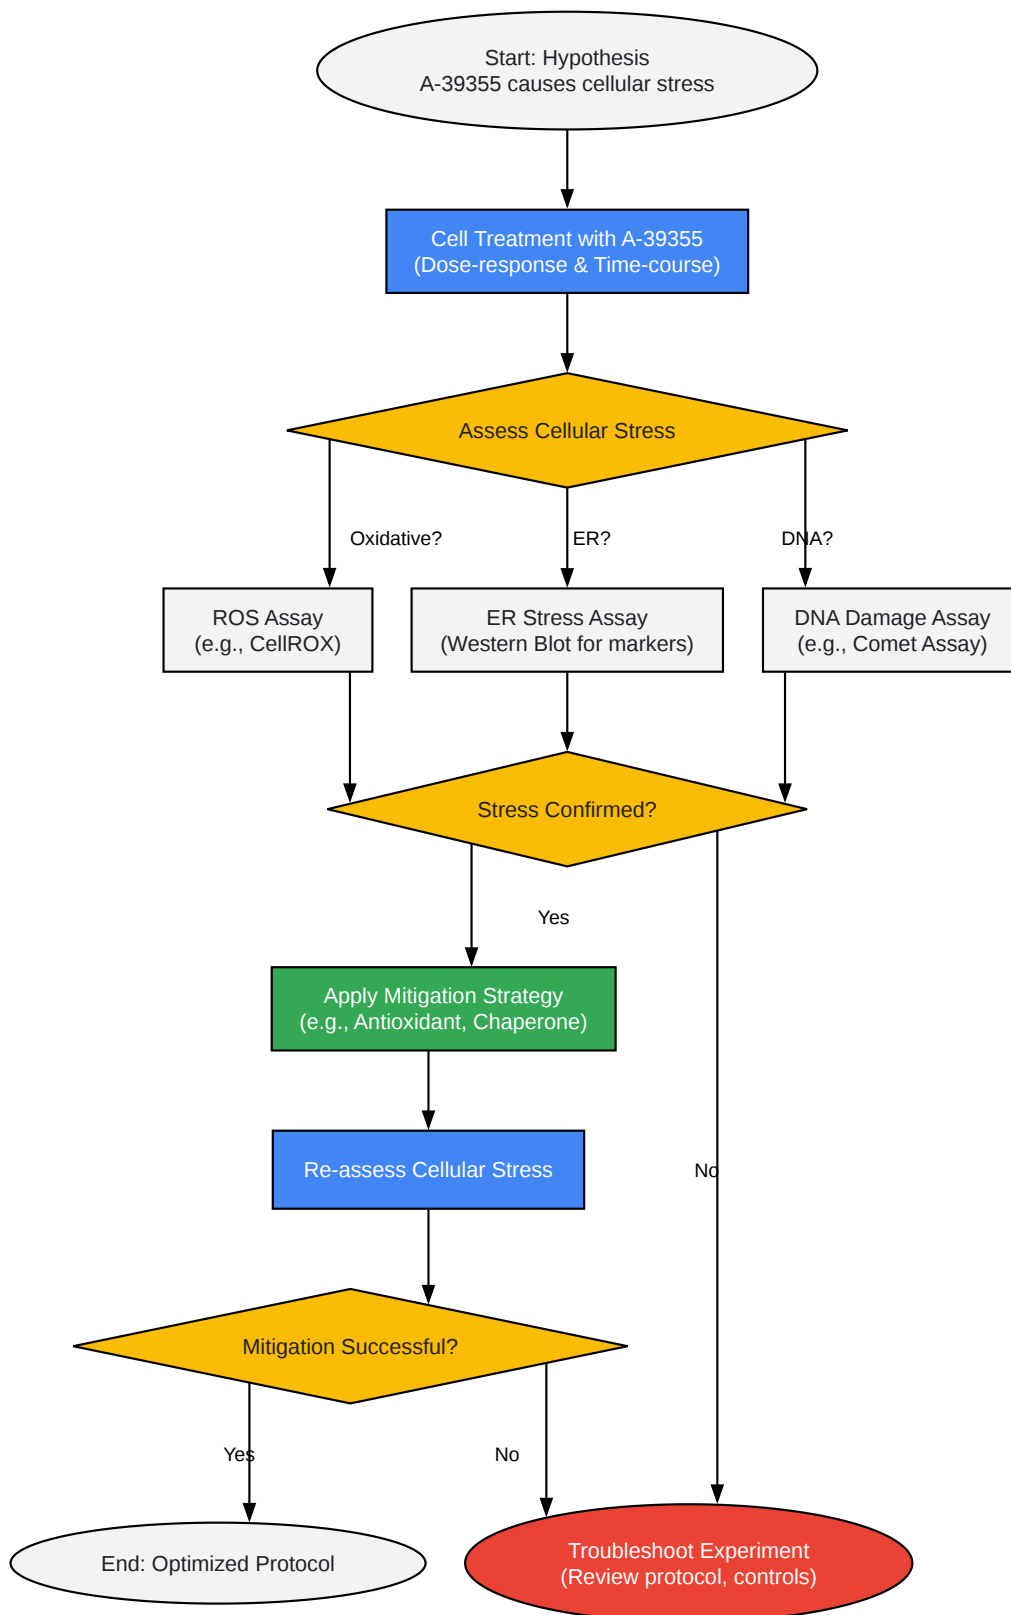 Start: Hypothesis
A-39355 causes cellular stress
Cell Treatment with A-39355
(Dose-response & Time-course)
Assess Cellular Stress
Oxidative?
ER?
DNA?
ROS Assay
(e.g., CellROX)
ER Stress Assay
(Western Blot for markers)
DNA Damage Assay
(e.g., Comet Assay)
Stress Confirmed?
Yes
Apply Mitigation Strategy
(e.g., Antioxidant, Chaperone)
Re-assess Cellular Stress
No
Mitigation Successful?
Yes
No
End: Optimized Protocol
Troubleshoot Experiment
(Review protocol, controls)